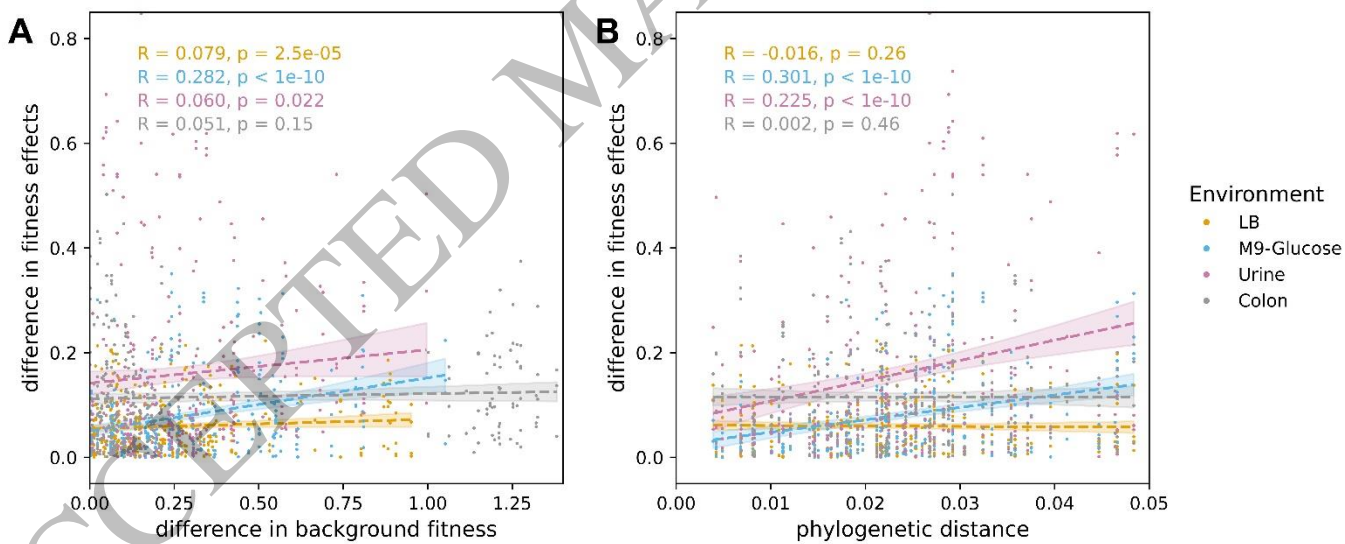 A
R = 0.079, p = 2.5e-05
R = 0.282, p < 1e-10
R = 0.060, p = 0.022
R = 0.051, p = 0.15
0.8
0.6
0.4
0.2
0.0
difference in fitness effects
0.00 0.25 0.50 0.75 1.00 1.25
difference in background fitness
B
R = -0.016, p = 0.26
R = 0.301, p < 1e-10
R = 0.225, p < 1e-10
R = 0.002, p = 0.46
0.8
0.6
0.4
0.2
0.0
difference in fitness effects
0.00 0.01 0.02 0.03 0.04 0.05
phylogenetic distance
Environment
LB
M9-Glucose
Urine
Colon
CCEPTED MA